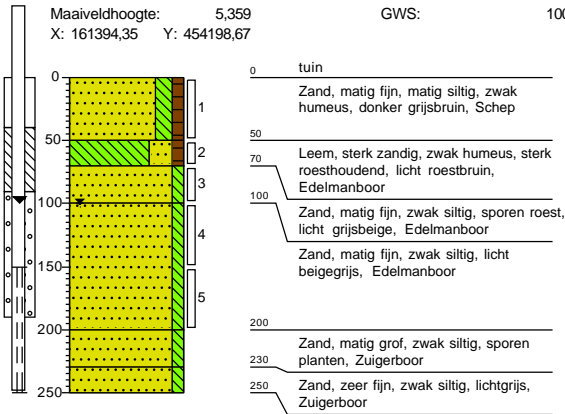 Maaiveldhoogte: 5,359 GWS: 100
X: 161394,35 Y: 454198,67
0
50
100
150
200
250
1
2
3
4
5
0 tuin
Zand, matig fijn, matig siltig, zwak
humeus, donker grijsbruin, Schep
50
Leem, sterk zandig, zwak humeus, sterk
roesthoudend, licht roestbruin,
Edelmanboor
70
Zand, matig fijn, zwak siltig, sporen roest,
licht grijsbeige, Edelmanboor
100
Zand, matig fijn, zwak siltig, licht
beigegrijs, Edelmanboor
200
Zand, matig grof, zwak siltig, sporen
planten, Zuigerboor
230
Zand, zeer fijn, zwak siltig, lichtgrijs,
Zuigerboor
250